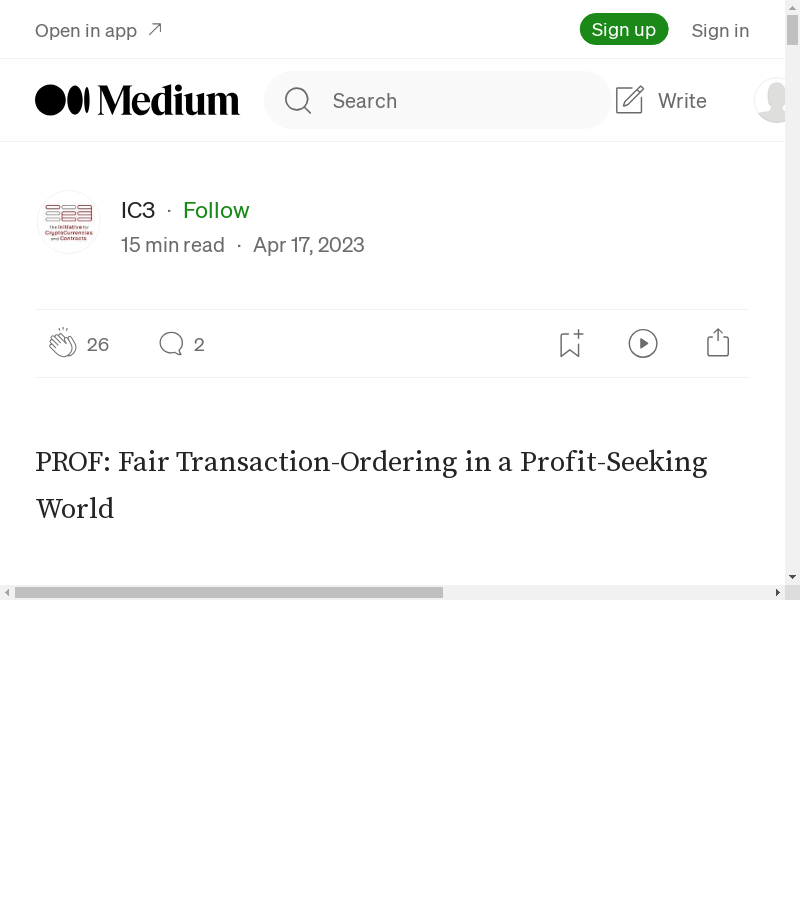 Open in app
Sign up
Sign in
Medium
Search
Write
The Initiative for
CryptoCurrencies
and Contracts
IC3 · Follow
15 min read · Apr 17, 2023
26
2
PROF: Fair Transaction-Ordering in a Profit-Seeking
World